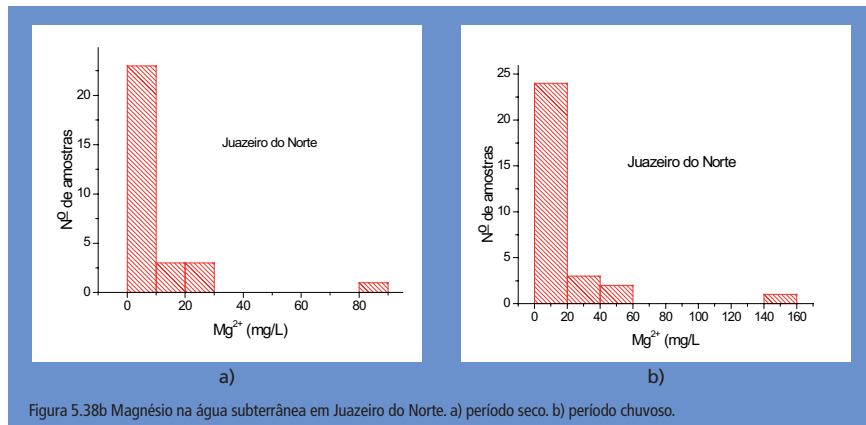 Nº de amostras
20
15
10
5
0
Juazeiro do Norte
0 20 40 60 80
Mg²⁺ (mg/L)
a)
Nº de amostras
25
20
15
10
5
0
Juazeiro do Norte
0 20 40 60 80 100 120 140 160
Mg²⁺ (mg/L
b)
Figura 5.38b Magnésio na água subterrânea em Juazeiro do Norte. a) período seco. b) período chuvoso.